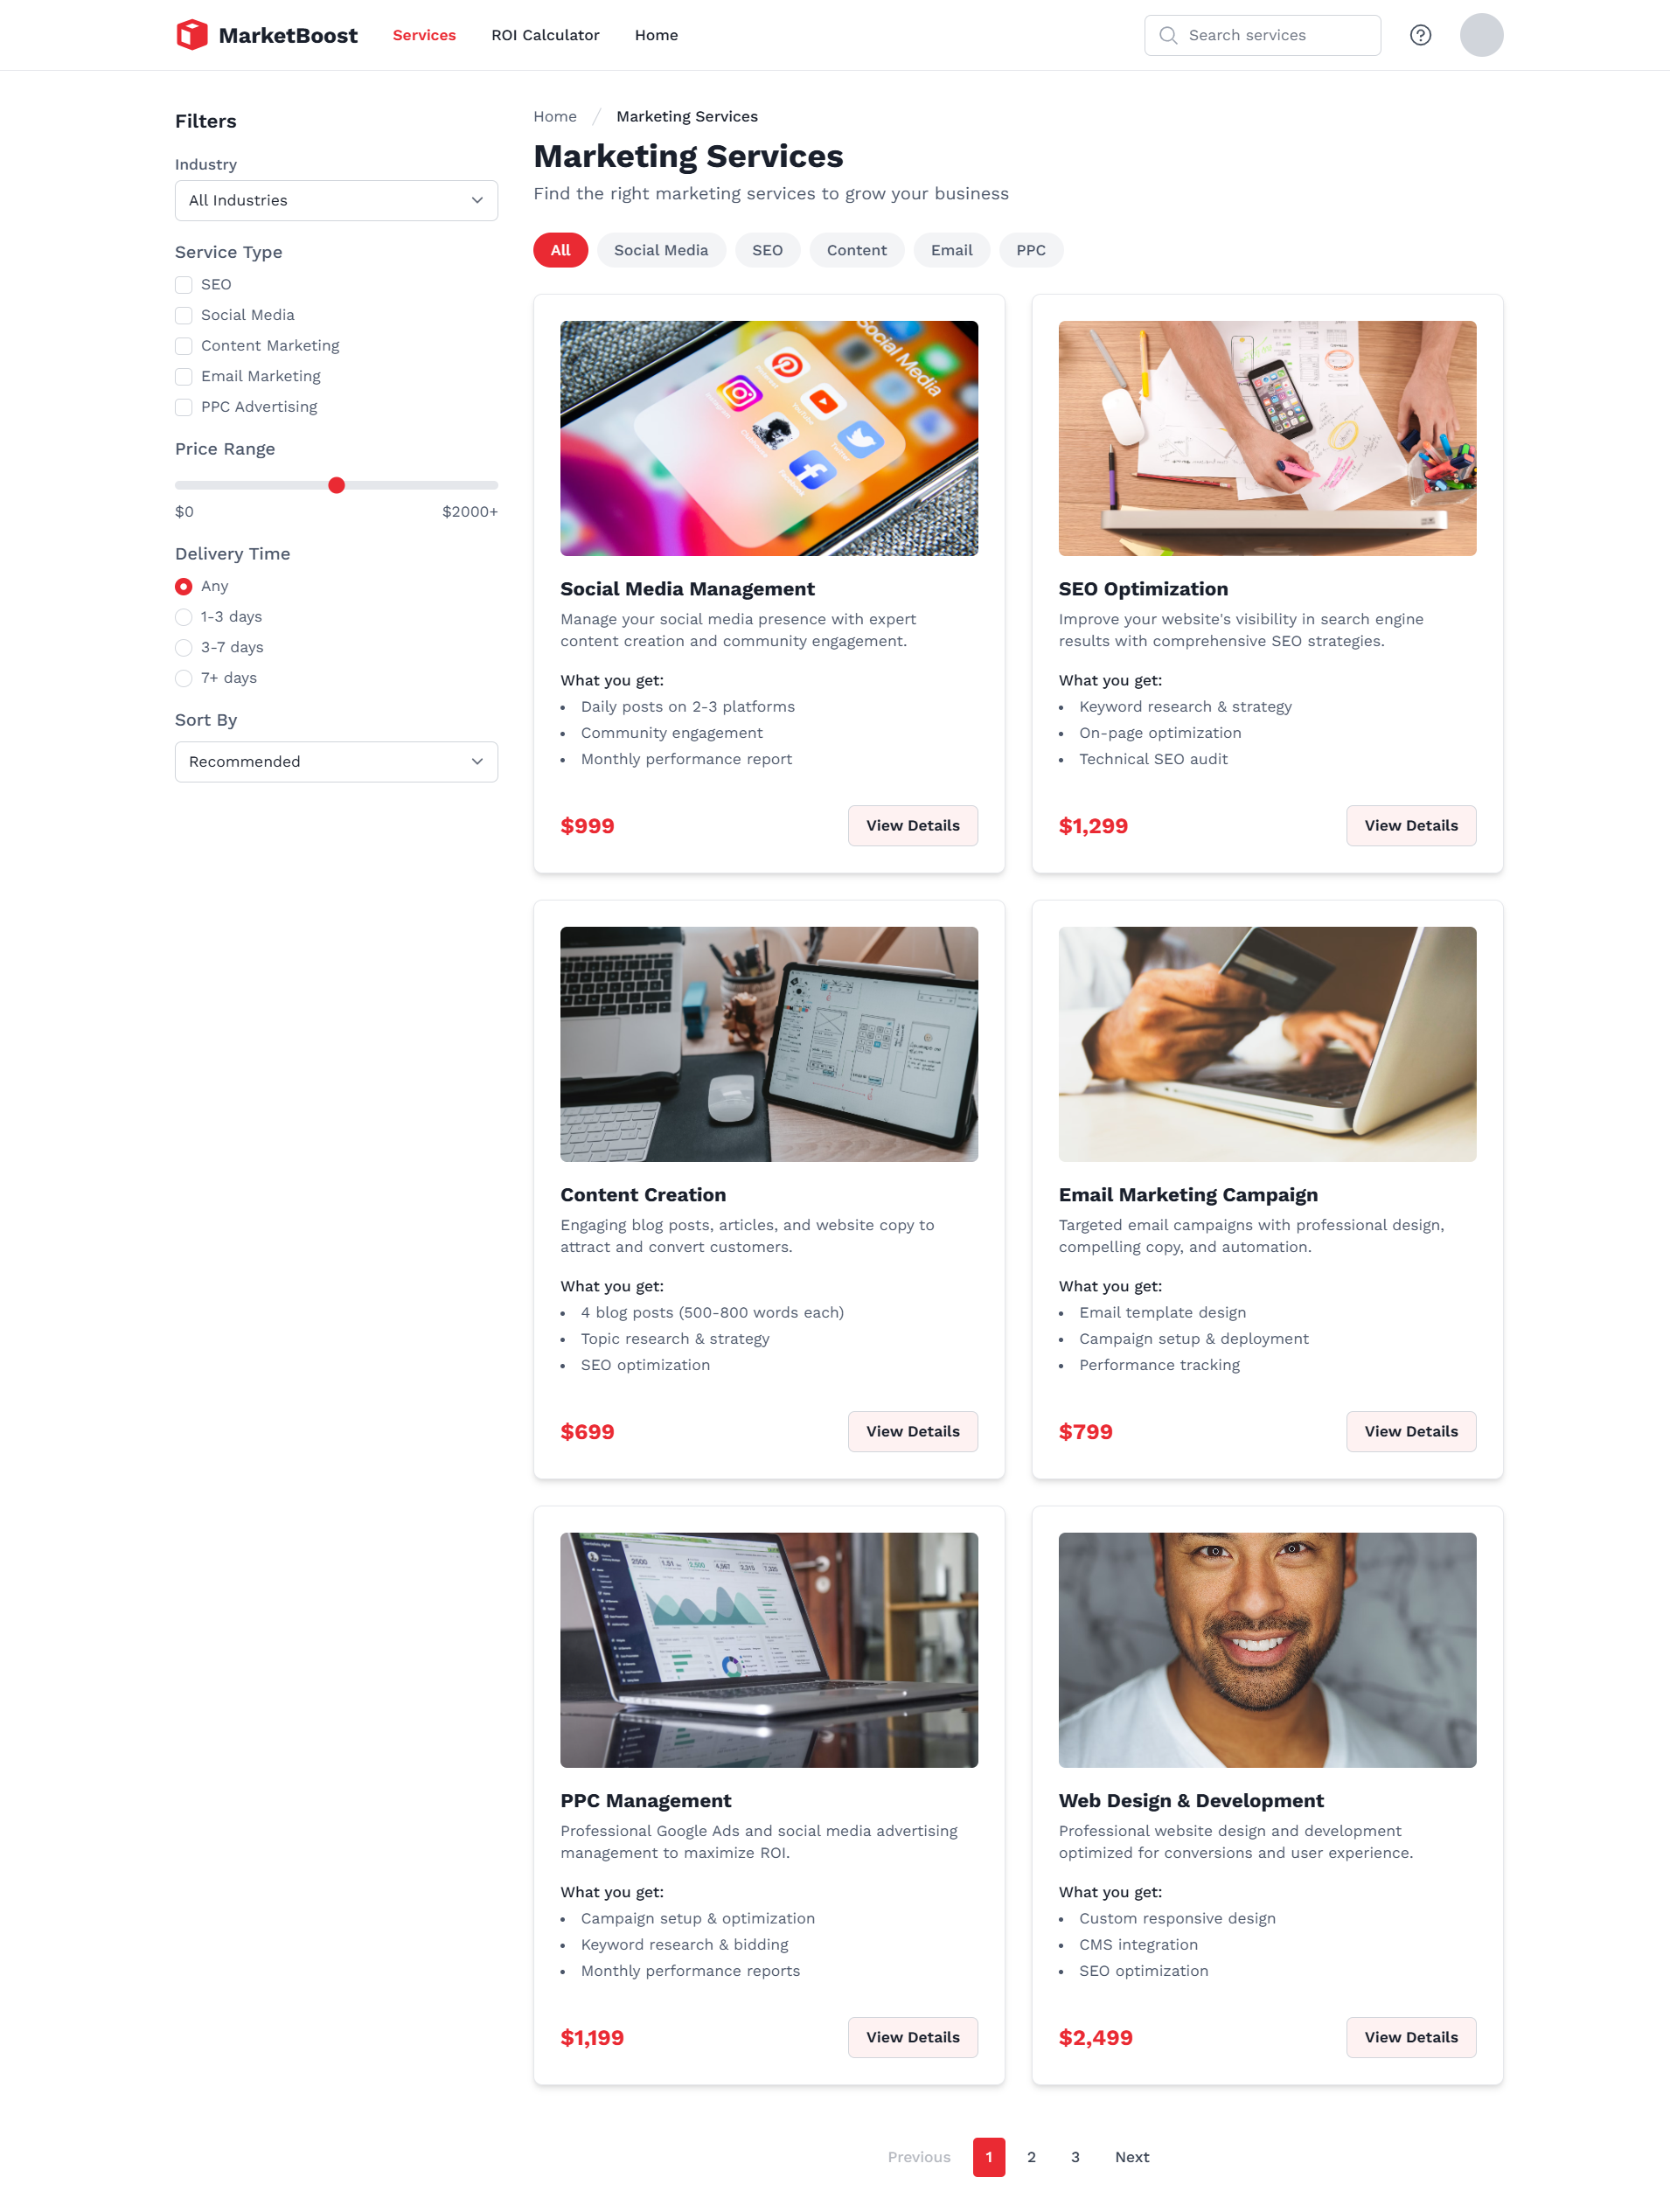 MarketBoost
Services
ROI Calculator
Home
Search services
Filters
Industry
All Industries
Service Type
SEO
Social Media
Content Marketing
Email Marketing
PPC Advertising
Price Range
$0
$2000+
Delivery Time
Any
1-3 days
3-7 days
7+ days
Sort By
Recommended
Home
Marketing Services
Marketing Services
Find the right marketing services to grow your business
All
Social Media
SEO
Content
Email
PPC
Social Media
Social Media Management
Manage your social media presence with expert
content creation and community engagement.
What you get:
• Daily posts on 2-3 platforms
• Community engagement
• Monthly performance report
$999
View Details
SEO Optimization
Improve your website's visibility in search engine
results with comprehensive SEO strategies.
What you get:
• Keyword research & strategy
• On-page optimization
• Technical SEO audit
$1,299
View Details
Content Creation
Engaging blog posts, articles, and website copy to
attract and convert customers.
What you get:
• 4 blog posts (500-800 words each)
• Topic research & strategy
• SEO optimization
$699
View Details
Email Marketing Campaign
Targeted email campaigns with professional design,
compelling copy, and automation.
What you get:
• Email template design
• Campaign setup & deployment
• Performance tracking
$799
View Details
PPC Management
Professional Google Ads and social media advertising
management to maximize ROI.
What you get:
• Campaign setup & optimization
• Keyword research & bidding
• Monthly performance reports
$1,199
View Details
Web Design & Development
Professional website design and development
optimized for conversions and user experience.
What you get:
• Custom responsive design
• CMS integration
• SEO optimization
$2,499
View Details
Previous
1
2
3
Next